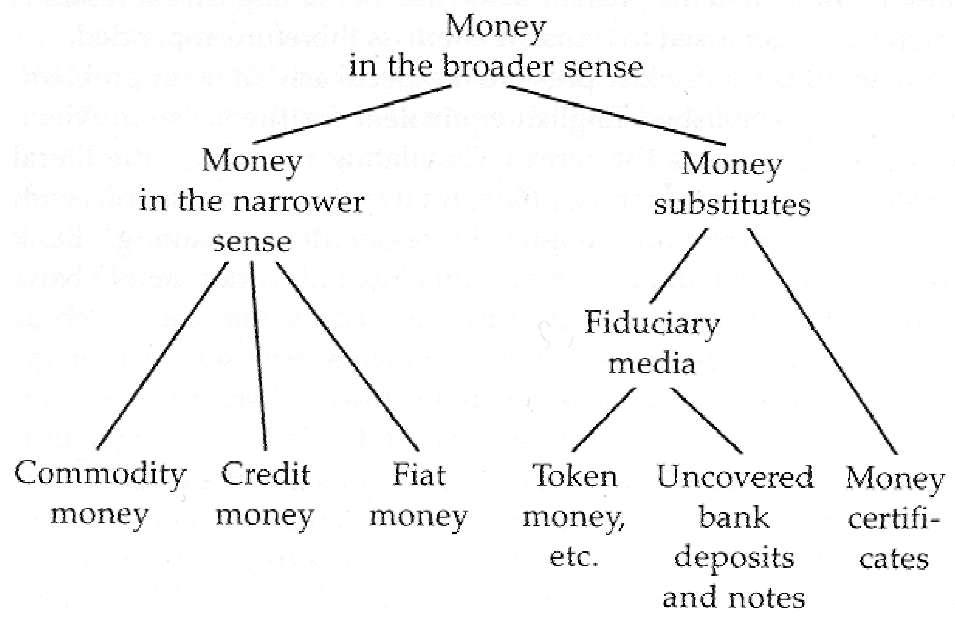 Money
in the broader sense
Money
in the narrower
sense
Money
substitutes
Fiduciary
media
Commodity
money
Credit
money
Fiat
money
Token
money,
etc.
Uncovered
bank
deposits
and notes
Money
certifi-
cates